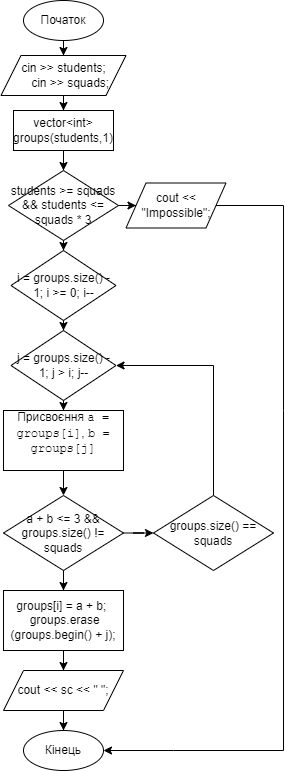 Початок
cin >> students;
cin >> squads;
vector<int>
groups(students,1)
students >= squads
&& students <=
squads * 3
cout <<
"Impossible";
i = groups.size() -
1; i >= 0; i--
j = groups.size() -
1; j > i; j--
Присвоєння a =
groups[i], b =
groups[j]
a + b <= 3 &&
groups.size() !=
squads
groups.size() ==
squads
groups[i] = a + b;
groups.erase
(groups.begin() + j);
cout << sc << " ";
Кінець